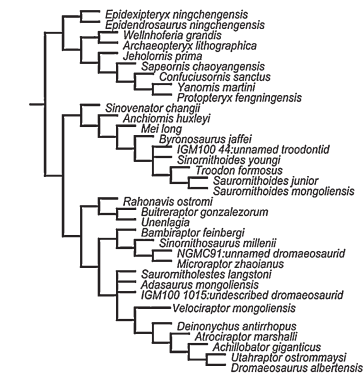 Epidexipteryx ningchengensis
Epidendrosaurus ningchengensis
Wellnhoferia grandis
Archaeopteryx lithographica
Jeholornis prima
Sapeornis chaoyangensis
Confuciusornis sanctus
Yanornis martini
Protopteryx fengningensis
Sinovenator changii
Anchiornis huxleyi
Mei long
Byronosaurus jaffei
IGM100 44:unnamed troodontid
Sinornithoides youngi
Troodon formosus
Saurornithoides junior
Saurornithoides mongoliensis
Rahonavis ostromi
Buitreraptor gonzalezorum
Unenlagia
Bambiraptor feinbergi
Sinornithosaurus millenii
NGMC91:unnamed dromaeosaurid
Microraptor zhaoianus
Saurornitholestes langstoni
Adasaurus mongoliensis
IGM100 1015:undescribed dromaeosaurid
Velociraptor mongoliensis
Deinonychus antirrhopus
Atrociraptor marshalli
Achillobator giganticus
Utahraptor ostrommaysi
Dromaeosaurus albertensis